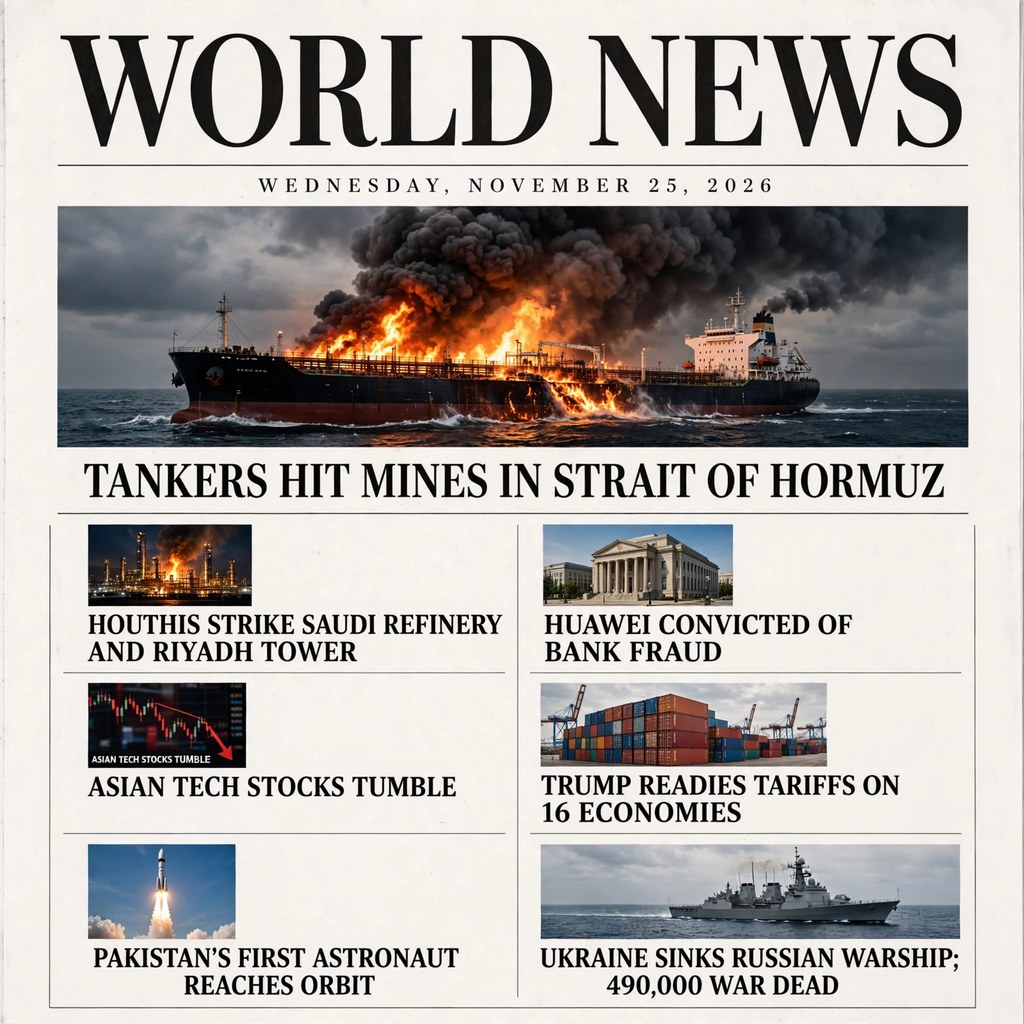 WORLD NEWS
WEDNESDAY, NOVEMBER 25, 2026
TANKERS HIT MINES IN STRAIT OF HORMUZ
HOUTHIS STRIKE SAUDI REFINERY
AND RIYADH TOWER
HUAWEI CONVICTED OF
BANK FRAUD
ASIAN TECH STOCKS TUMBLE
ASIAN TECH STOCKS TUMBLE
TRUMP READIES TARIFFS ON
16 ECONOMIES
PAKISTAN'S FIRST ASTRONAUT
REACHES ORBIT
UKRAINE SINKS RUSSIAN WARSHIP;
490,000 WAR DEAD